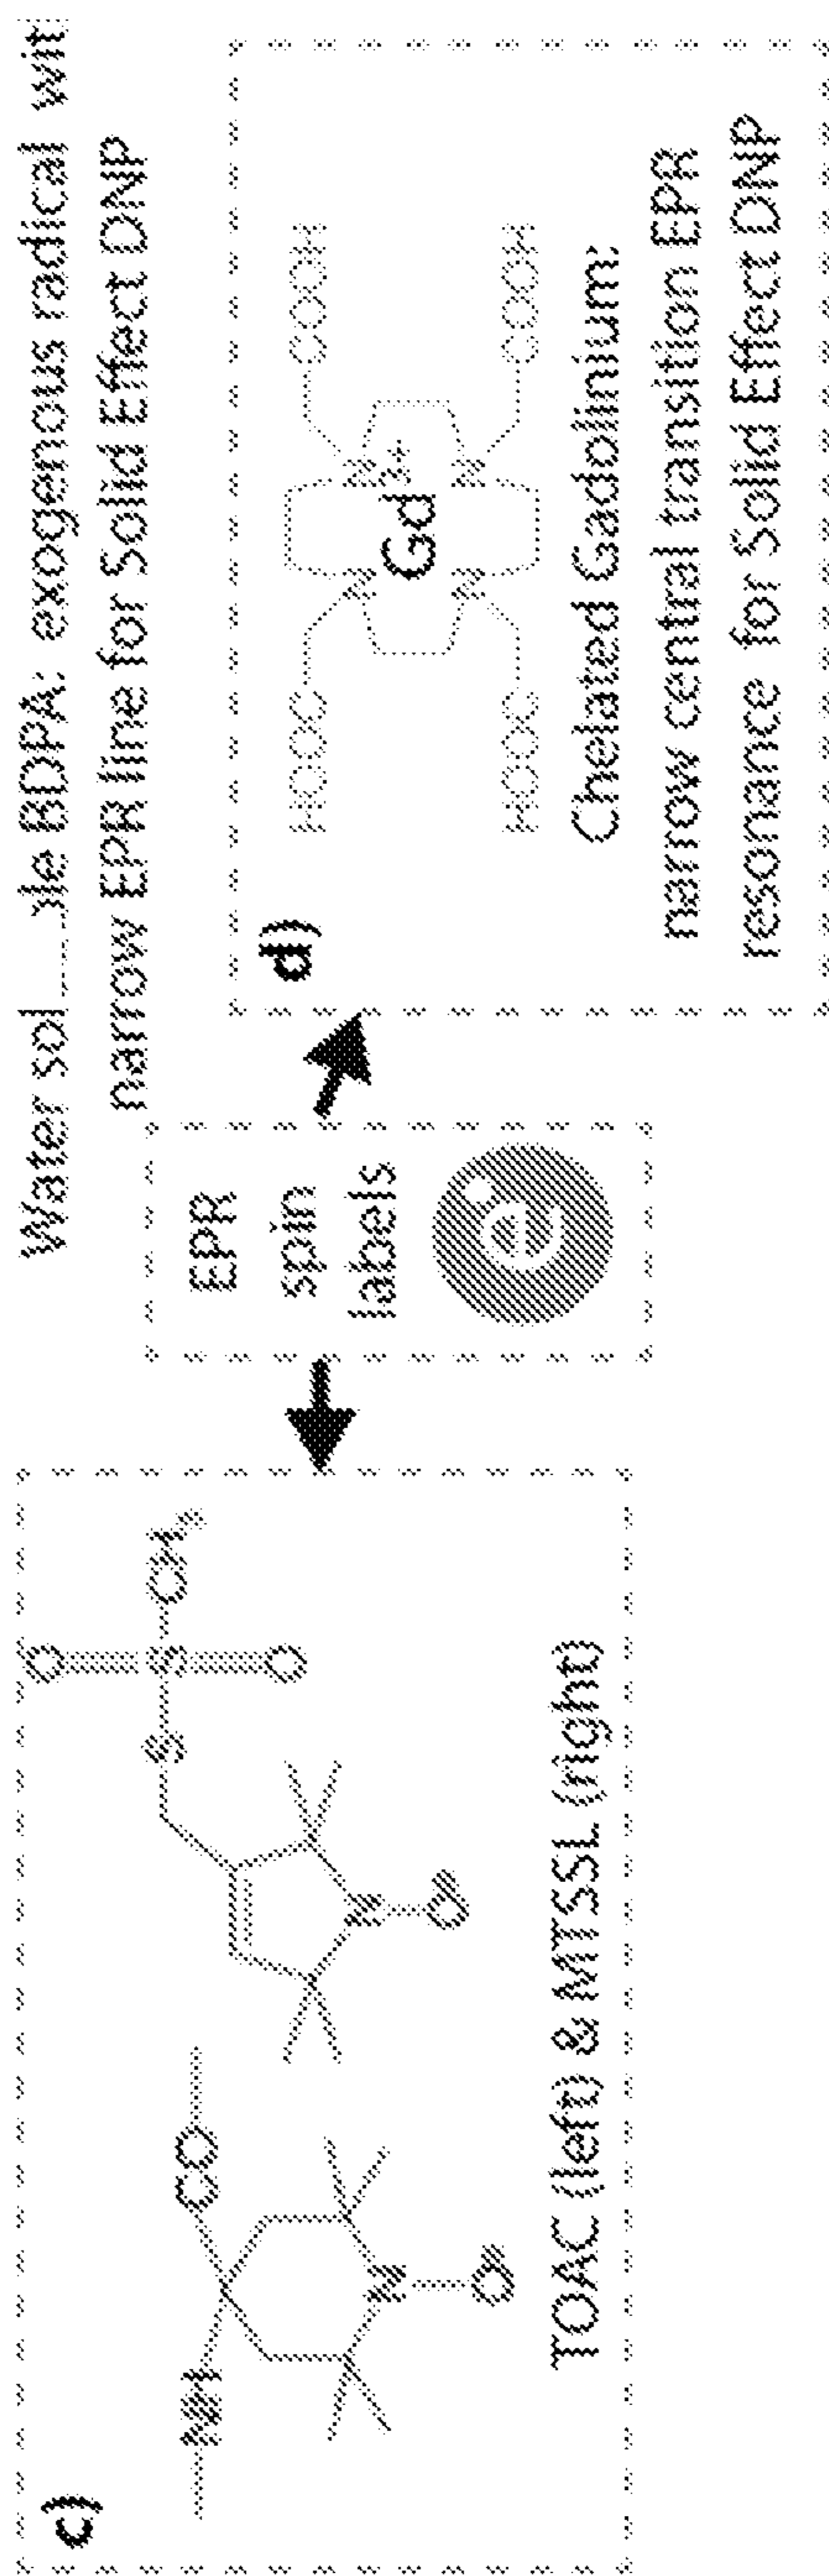 Water sol
BDPA: exogenous radical
narrow EPR line for Solid Effect DNP
c)
NH
CO
N
O
S
S
O
O
CH3
N
O
TOAC (left) & MTSSL (right)
EPR
spin
labels
e
d)
HOOC
COOH
N
N
Gd
3+
N
N
HOOC
COOH
Chelated Gadolinium:
narrow central transition EPR
resonance for Solid Effect DNP